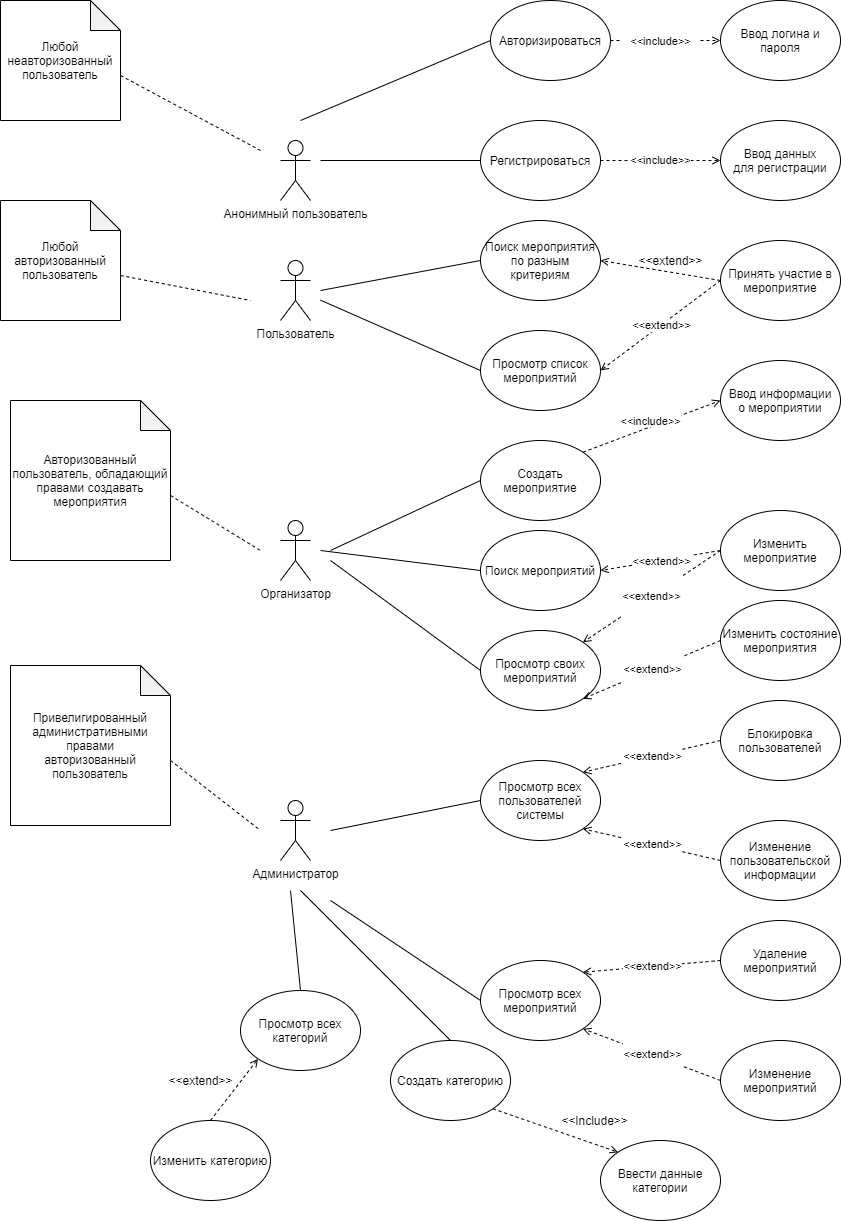 Любой
неавторизованный
пользователь
Авторизироваться
<<include>>
Ввод логина и
пароля
Регистрироваться
<<include>>
Ввод данных
для регистрации
Анонимный пользователь
Любой
авторизованный
пользователь
Поиск мероприятия
по разным
критериям
<<extend>>
Принять участие в
мероприятие
<<extend>>
Пользователь
Просмотр список
мероприятий
Ввод информации
о мероприятии
<<include>>
Авторизованный
пользователь, обладающий
правами создавать
мероприятия
Создать
мероприятие
Организатор
Поиск мероприятий
<<extend>>
Изменить
мероприятие
<<extend>>
Просмотр своих
мероприятий
<<extend>>
Изменить состояние
мероприятия
Привелигированный
административными
правами
авторизованный
пользователь
Блокировка
пользователей
<<extend>>
Просмотр всех
пользователей
системы
<<extend>>
Изменение
пользовательской
информации
Администратор
Удаление
мероприятий
<<extend>>
Просмотр всех
мероприятий
<<extend>>
Изменение
мероприятий
Просмотр всех
категорий
<<extend>>
Создать категорию
<<Include>>
Изменить категорию
Ввести данные
категории